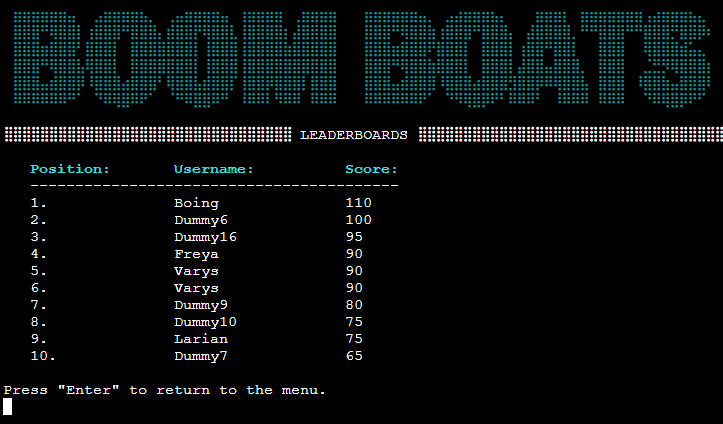 BOOM BOATS
LEADERBOARDS
Position: Username: Score:
-----------------------------------------
1. Boing 110
2. Dummy6 100
3. Dummy16 95
4. Freya 90
5. Varys 90
6. Varys 90
7. Dummy9 80
8. Dummy10 75
9. Larian 75
10. Dummy7 65
Press "Enter" to return to the menu.